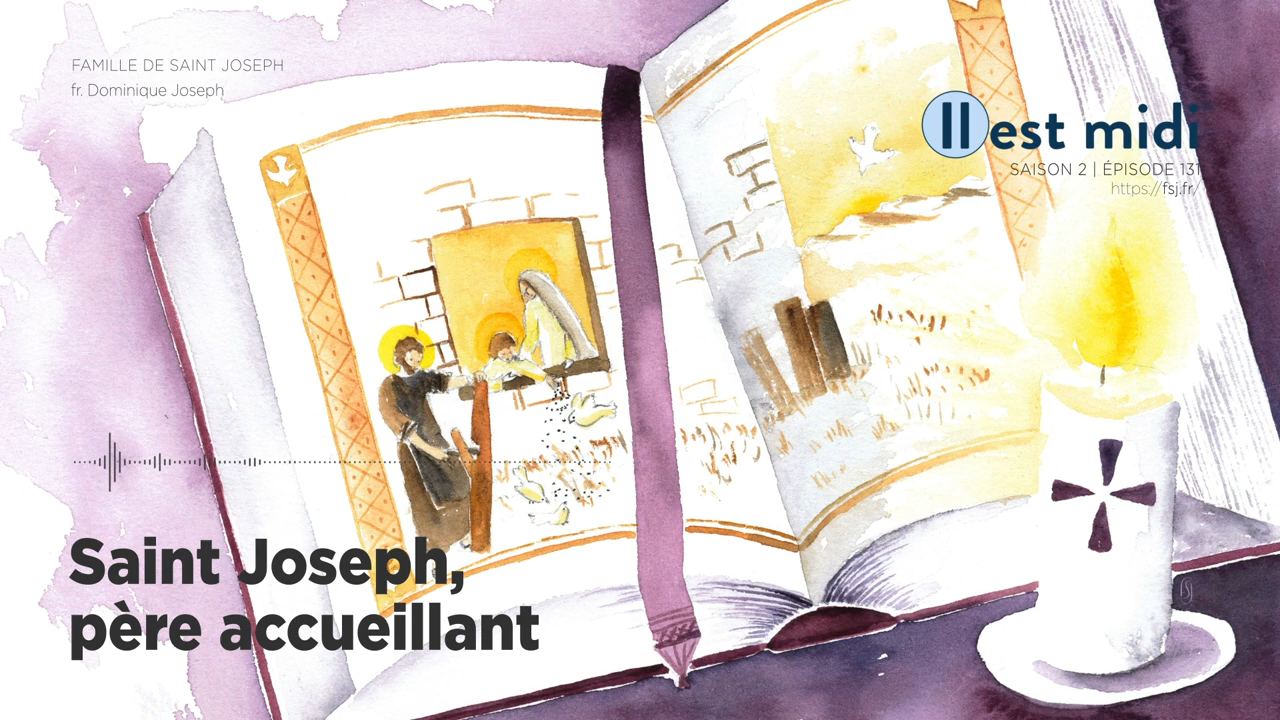 FAMILLE DE SAINT JOSEPH
fr. Dominique Joseph
Il est midi
SAISON 2 | ÉPISODE 131
https://fsj.fr/
Saint Joseph,
père accueillant
fsj